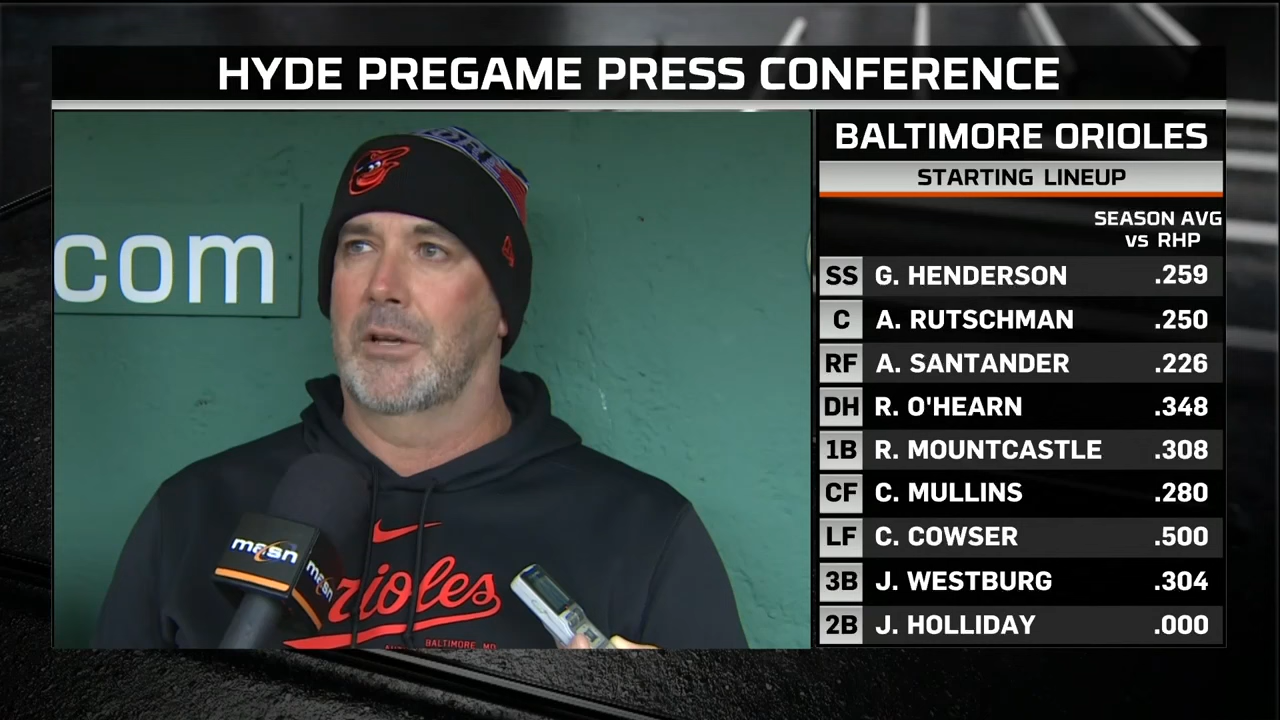 HYDE PREGAME PRESS CONFERENCE
.com
masn
masn
Orioles
BALTIMORE, MD
BALTIMORE ORIOLES
STARTING LINEUP
SEASON AVG
vs RHP
SS G. HENDERSON .259
C A. RUTSCHMAN .250
RF A. SANTANDER .226
DH R. O'HEARN .348
1B R. MOUNTCASTLE .308
CF C. MULLINS .280
LF C. COWSER .500
3B J. WESTBURG .304
2B J. HOLLIDAY .000